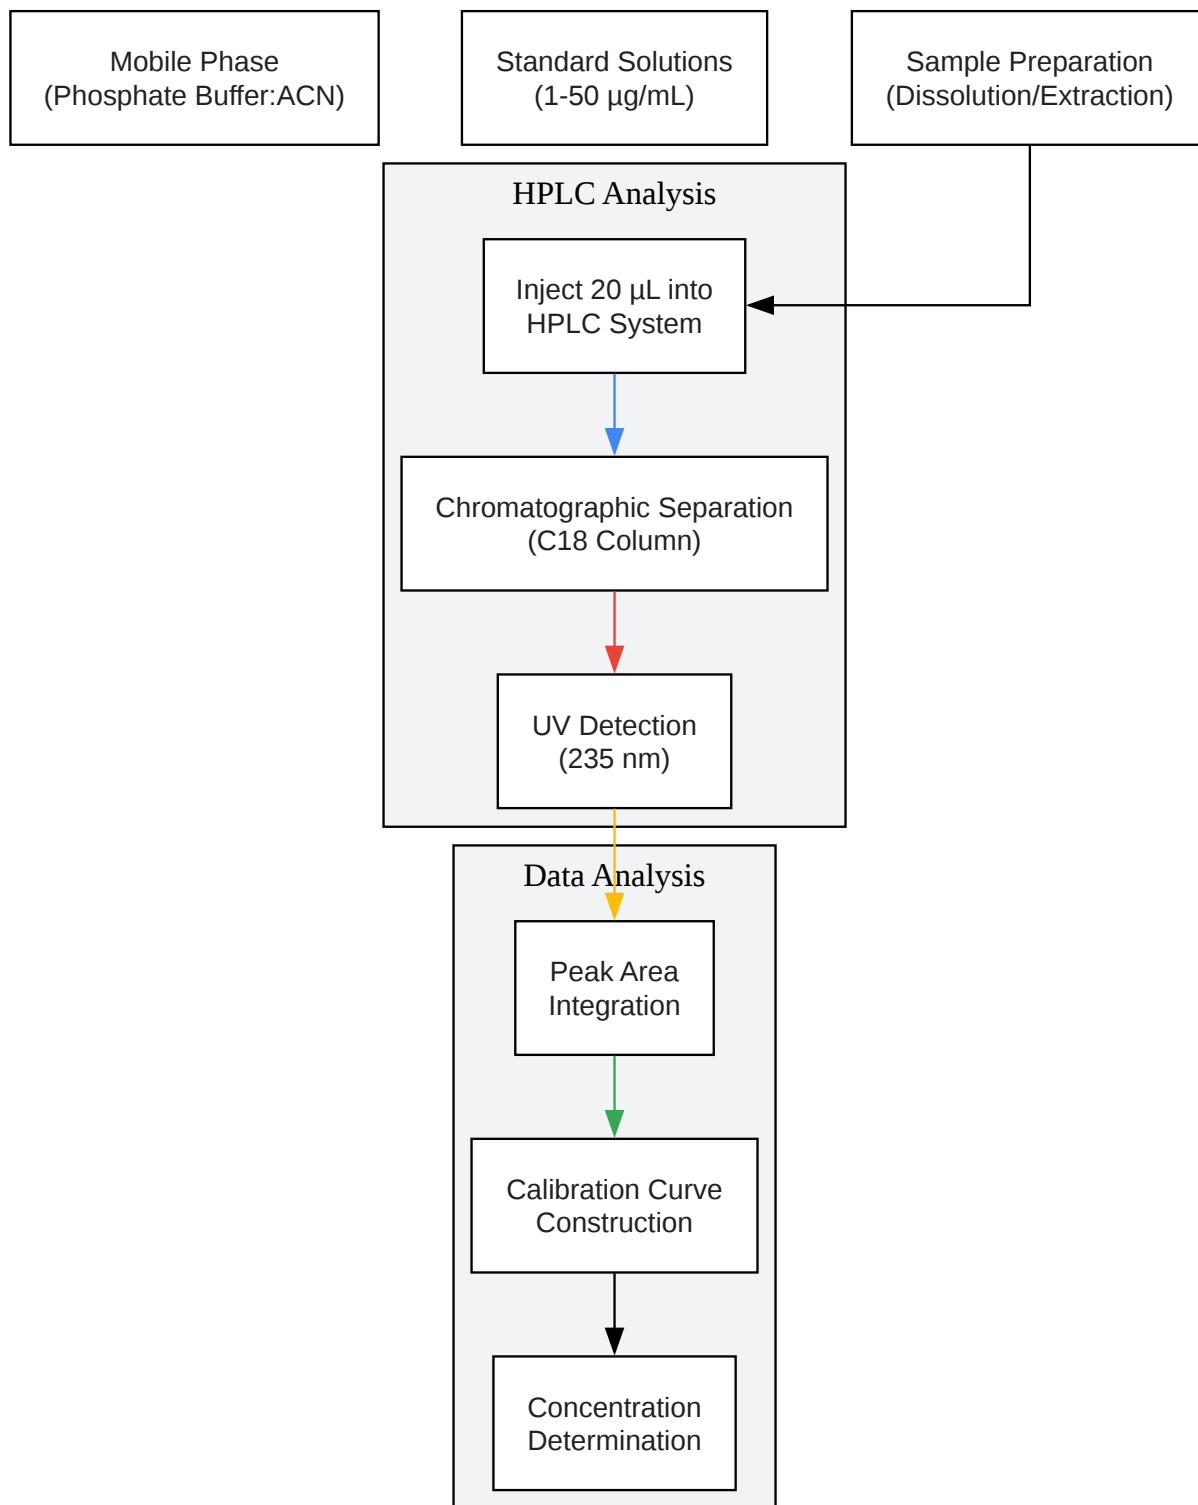 Mobile Phase
(Phosphate Buffer:ACN)
Standard Solutions
(1-50 µg/mL)
Sample Preparation
(Dissolution/Extraction)
HPLC Analysis
Inject 20 µL into
HPLC System
Chromatographic Separation
(C18 Column)
UV Detection
(235 nm)
Data Analysis
Peak Area
Integration
Calibration Curve
Construction
Concentration
Determination